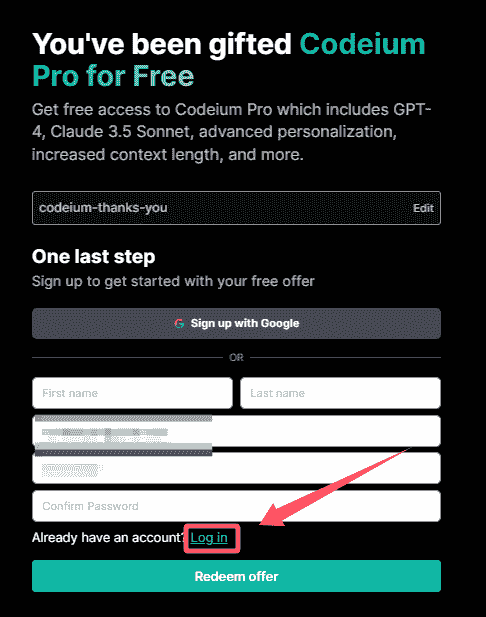 You've been gifted Codeium
Pro for Free
Get free access to Codeium Pro which includes GPT-
4, Claude 3.5 Sonnet, advanced personalization,
increased context length, and more.
codeium-thanks-you Edit
One last step
Sign up to get started with your free offer
Sign up with Google
OR
First name Last name
Confirm Password
Already have an account? Log in
Redeem offer